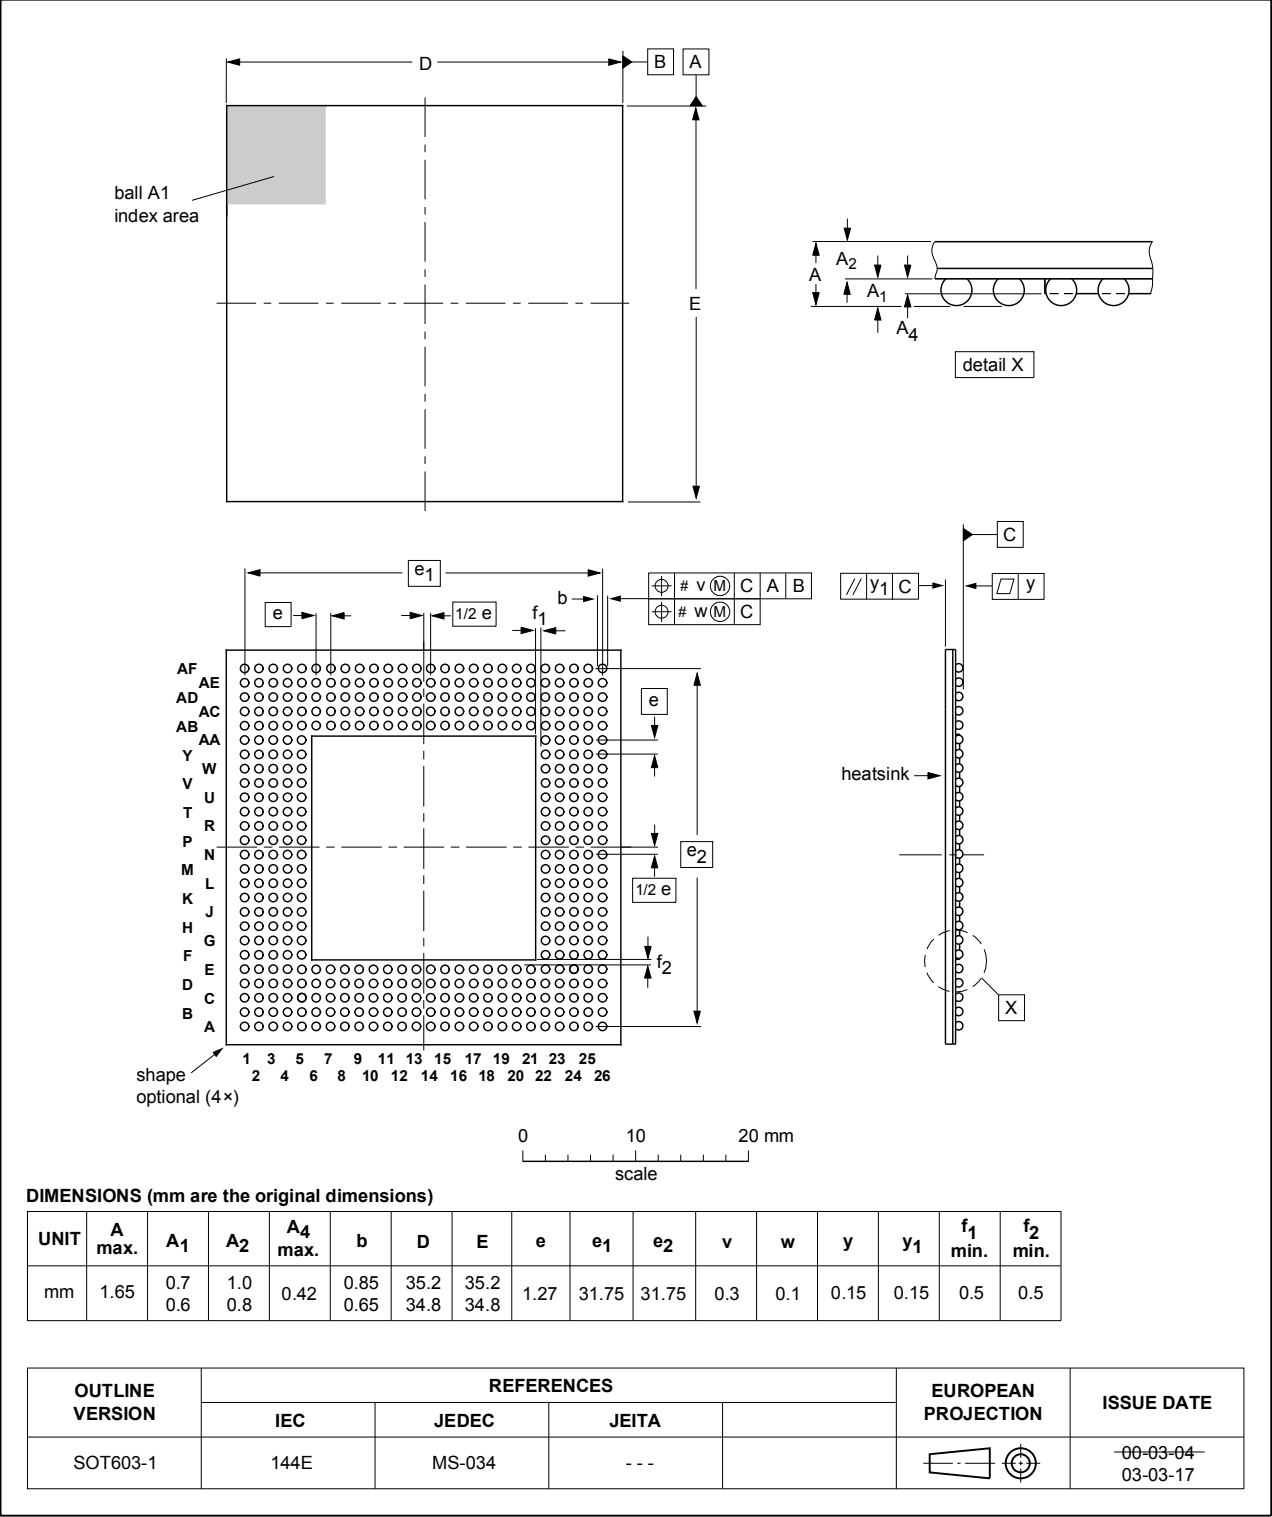 D
B A
ball A1
index area
E
A
A2
A1
A4
detail X
C
e1
e
1/2 e
f1
b
⌖ # v Ⓜ C A B
⌖ # w Ⓜ C
// y1 C
⏥ y
AF
AE
AD
AC
AB
AA
Y
W
V
U
T
R
P
N
M
L
K
J
H
G
F
E
D
C
B
A
e
e2
1/2 e
f2
heatsink
X
1 3 5 7 9 11 13 15 17 19 21 23 25
2 4 6 8 10 12 14 16 18 20 22 24 26
shape
optional (4×)
0 10 20 mm
scale
DIMENSIONS (mm are the original dimensions)
UNIT A max. A1 A2 A4 max. b D E e e1 e2 v w y y1 f1 min. f2 min.
mm 1.65 0.7 0.6 1.0 0.8 0.42 0.85 0.65 35.2 34.8 35.2 34.8 1.27 31.75 31.75 0.3 0.1 0.15 0.15 0.5 0.5
OUTLINE VERSION REFERENCES EUROPEAN PROJECTION ISSUE DATE
IEC JEDEC JEITA
SOT603-1 144E MS-034 - - - 00-03-04
03-03-17